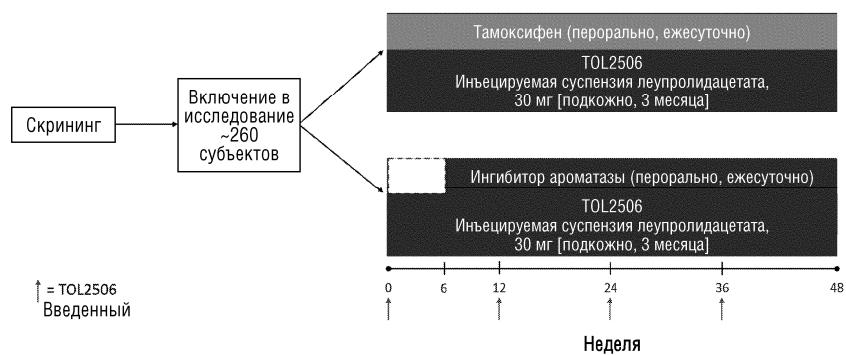 Скрининг
Включение в
исследование
~260
субъектов
Тамоксифен (перорально, ежесуточно)
TOL2506
Инъецируемая суспензия леупролидацетата,
30 мг [подкожно, 3 месяца]
Ингибитор ароматазы (перорально, ежесуточно)
TOL2506
Инъецируемая суспензия леупролидацетата,
30 мг [подкожно, 3 месяца]
0 6 12 24 36 48
↑ = TOL2506
Введенный
Неделя